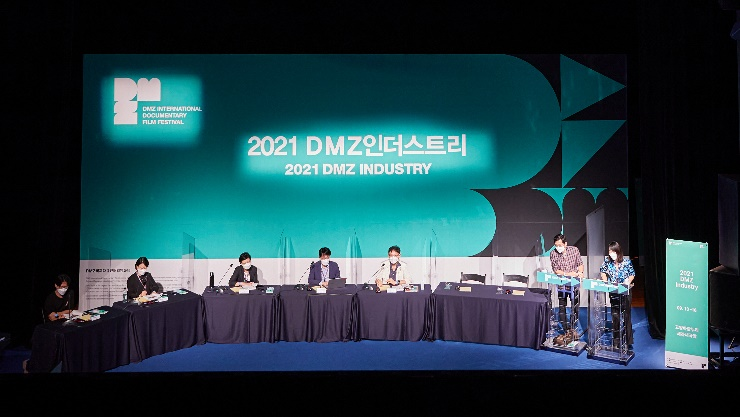 DMZ
DMZ INTERNATIONAL
DOCUMENTARY
FILM FESTIVAL
2021 DMZ인더스트리
2021 DMZ INDUSTRY
2021
DMZ
Industry